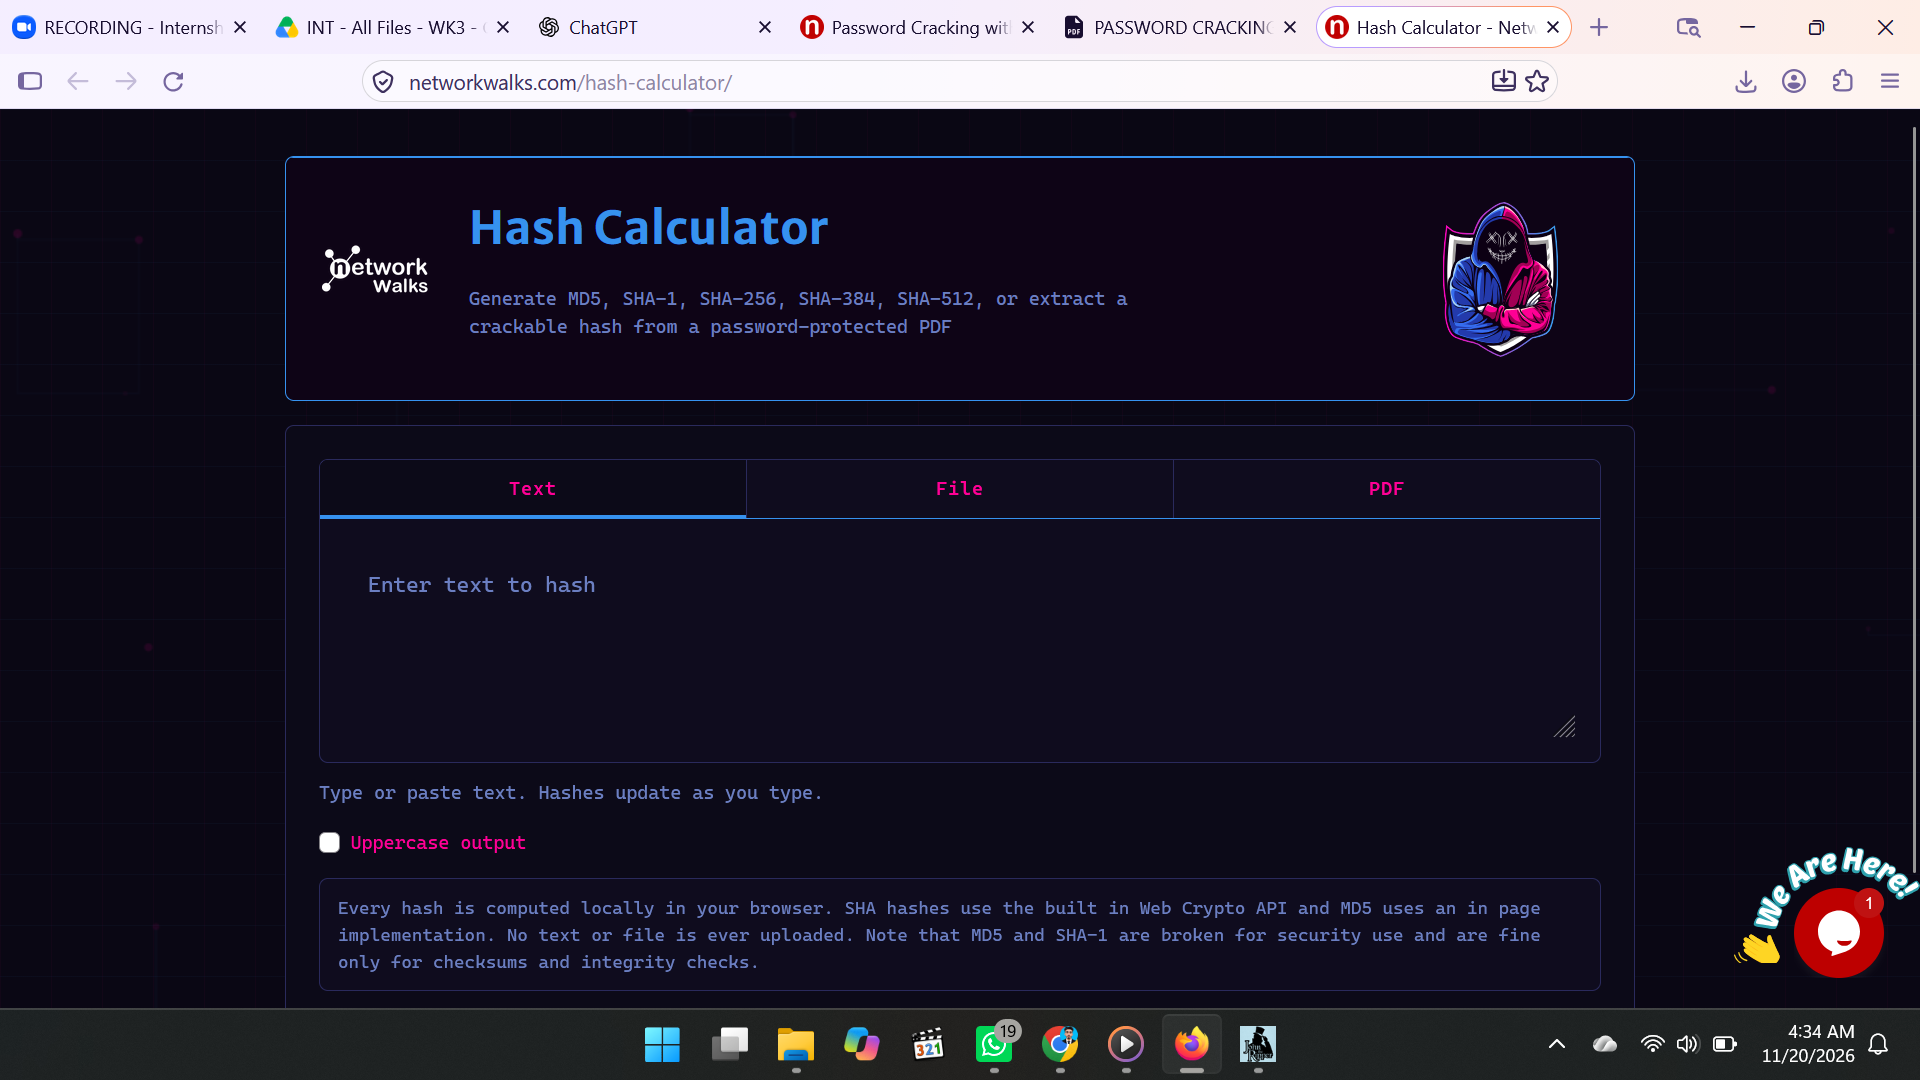 RECORDING - Internsh
INT - All Files - WK3 -
ChatGPT
Password Cracking wit
PASSWORD CRACKING
Hash Calculator - Netw
networkwalks.com/hash-calculator/
network
Walks
Hash Calculator
Generate MD5, SHA-1, SHA-256, SHA-384, SHA-512, or extract a
crackable hash from a password-protected PDF
Text
File
PDF
Enter text to hash
Type or paste text. Hashes update as you type.
Uppercase output
Every hash is computed locally in your browser. SHA hashes use the built in Web Crypto API and MD5 uses an in page
implementation. No text or file is ever uploaded. Note that MD5 and SHA-1 are broken for security use and are fine
only for checksums and integrity checks.
We Are Here!
1
321
19
4:34 AM
11/20/2026